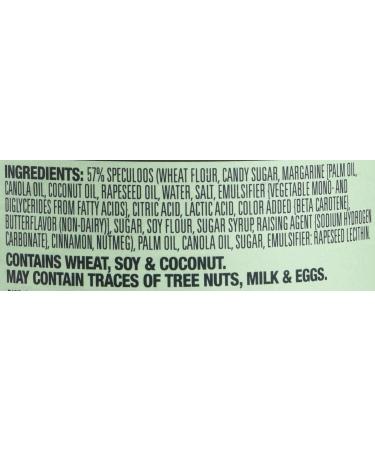 INGREDIENTS: 57% SPECULOOS (WHEAT FLOUR, CANDY SUGAR, MARGARINE [PALM OIL,
CANOLA OIL, COCONUT OIL, RAPESEED OIL, WATER, SALT, EMULSIFIER (VEGETABLE MONO- AND
DIGLYCERIDES FROM FATTY ACIDS), CITRIC ACID, LACTIC ACID, COLOR ADDED (BETA CAROTENE),
BUTTERFLAVOR (NON-DAIRY)], SUGAR, SOY FLOUR, SUGAR SYRUP, RAISING AGENT (SODIUM HYDROGEN
CARBONATE), CINNAMON, NUTMEG), PALM OIL, CANOLA OIL, SUGAR, EMULSIFIER: RAPESEED LECITHIN.
CONTAINS WHEAT, SOY & COCONUT.
MAY CONTAIN TRACES OF TREE NUTS, MILK & EGGS.